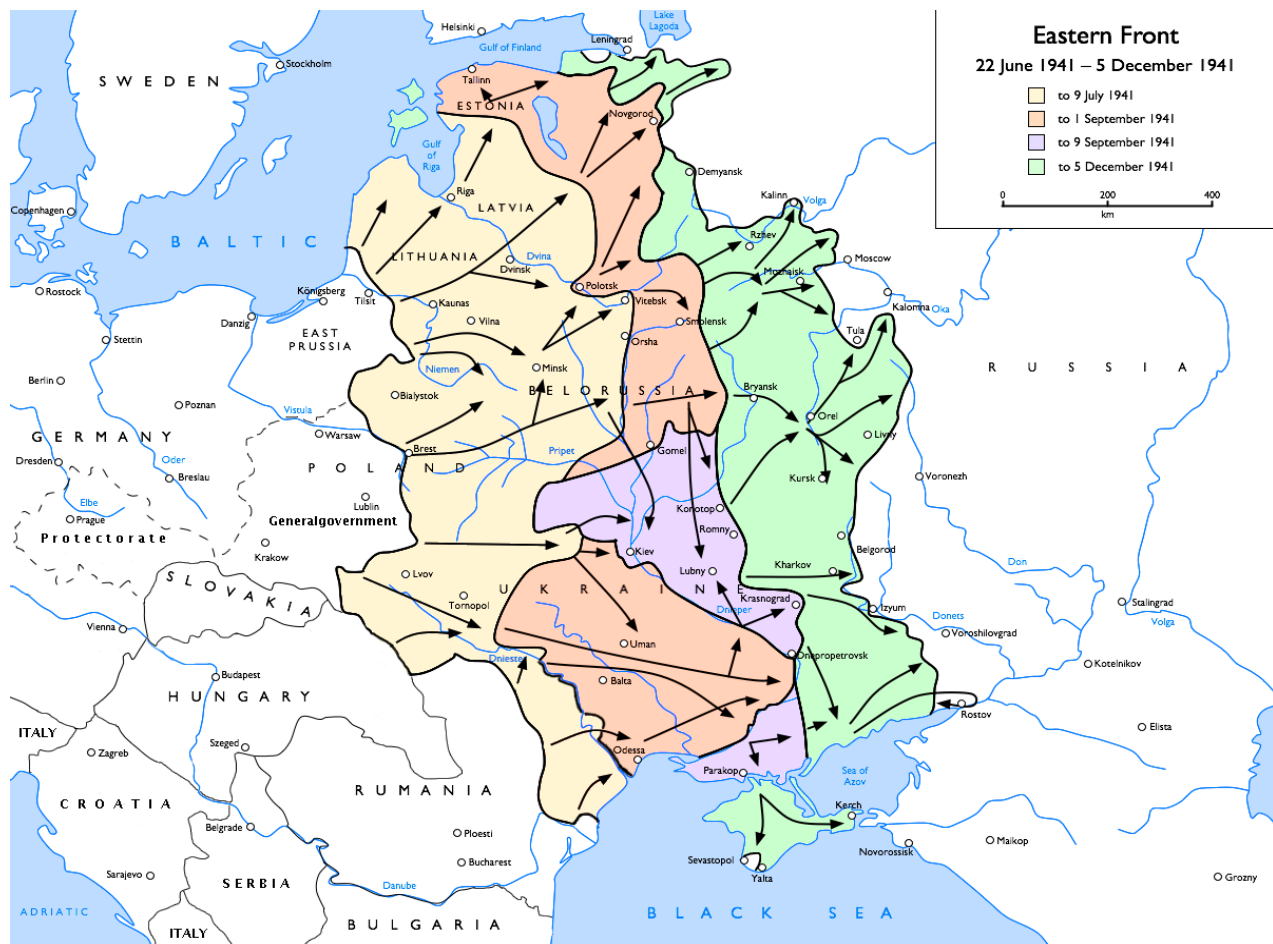 Eastern Front
22 June 1941 – 5 December 1941
to 9 July 1941
to 1 September 1941
to 9 September 1941
to 5 December 1941
0 200 400
km
Lake
Lagoda
Helsinki
Leningrad
Gulf of Finland
Stockholm
SWEDEN
Tallinn
ESTONIA
Novgorod
Gulf
of
Riga
Demyansk
Riga
Kalinn
Volga
LATVIA
Copenhagen
BALTIC
Rzhev
LITHUANIA
Dvina
Dvinsk
Moscow
Mozhaisk
Rostock
Königsberg
Tilsit
Polotsk
Kaunas
Vitebsk
Kalomna
Oka
Danzig
Vilna
Smolensk
EAST
PRUSSIA
Stettin
Orsha
Tula
Niemen
Minsk
RUSSIA
Berlin
Bialystok
BELORUSSIA
Bryansk
Poznan
Vistula
Orel
GERMANY
Warsaw
Livny
Brest
Pripet
Gomel
Dresden
Oder
POLAND
Breslau
Kursk
Voronezh
Elbe
Lublin
Prague
Generalgovernment
Konotop
Protectorate
Romny
Krakow
Kiev
Belgorod
Don
SLOVAKIA
Lvov
Lubny
Kharkov
UKRAINE
Tornopol
Krasnograd
Dnieper
Izyum
Stalingrad
Vienna
Donets
Volga
Voroshilovgrad
Uman
Dniester
Dnepropetrovsk
Kotelnikov
Budapest
Balta
HUNGARY
Rostov
ITALY
Szeged
Odessa
Elista
Zagreb
Parakop
Sea of
Azov
RUMANIA
CROATIA
Kerch
Belgrade
Ploesti
Maikop
Novorossisk
Sevastopol
Bucharest
Yalta
Sarajevo
SERBIA
Danube
Grozny
ADRIATIC
BLACK SEA
BULGARIA
ITALY